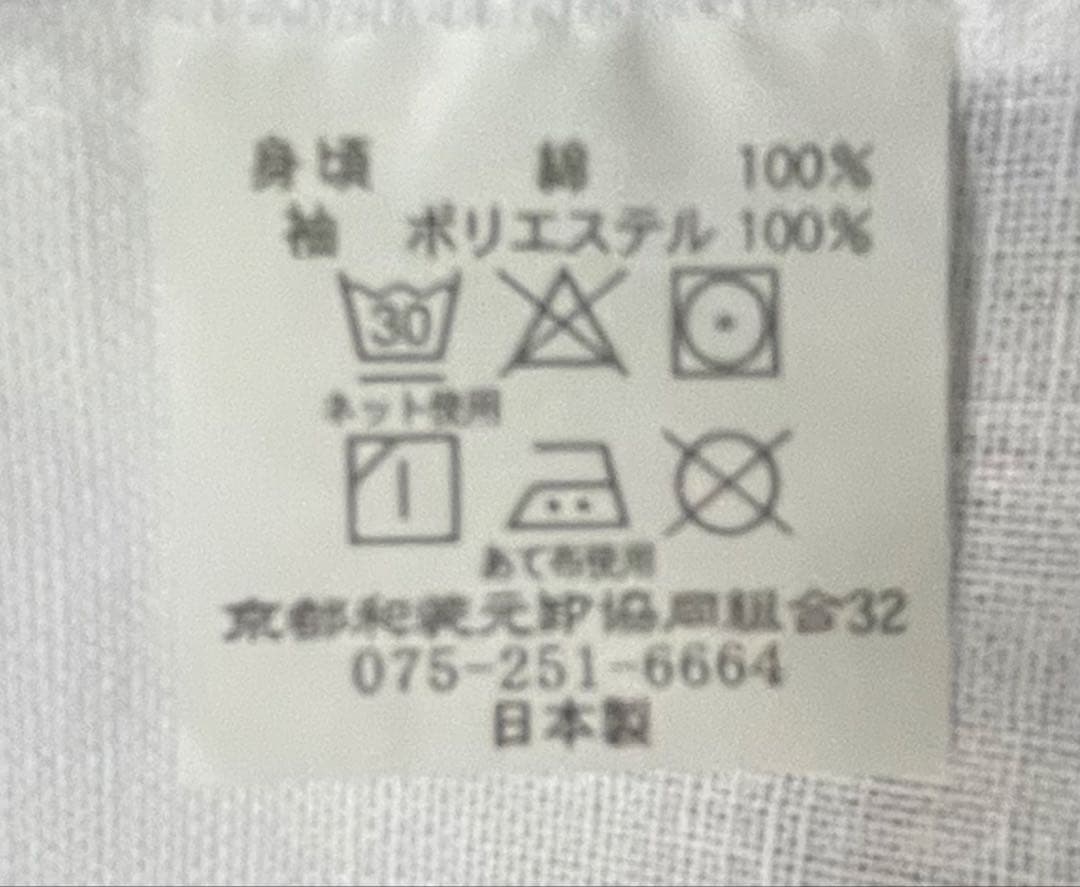 身頃 綿 100%
袖 ポリエステル 100%
30
ネット使用
あて布使用
京都和装元卸協同組合32
075-251-6664
日本製